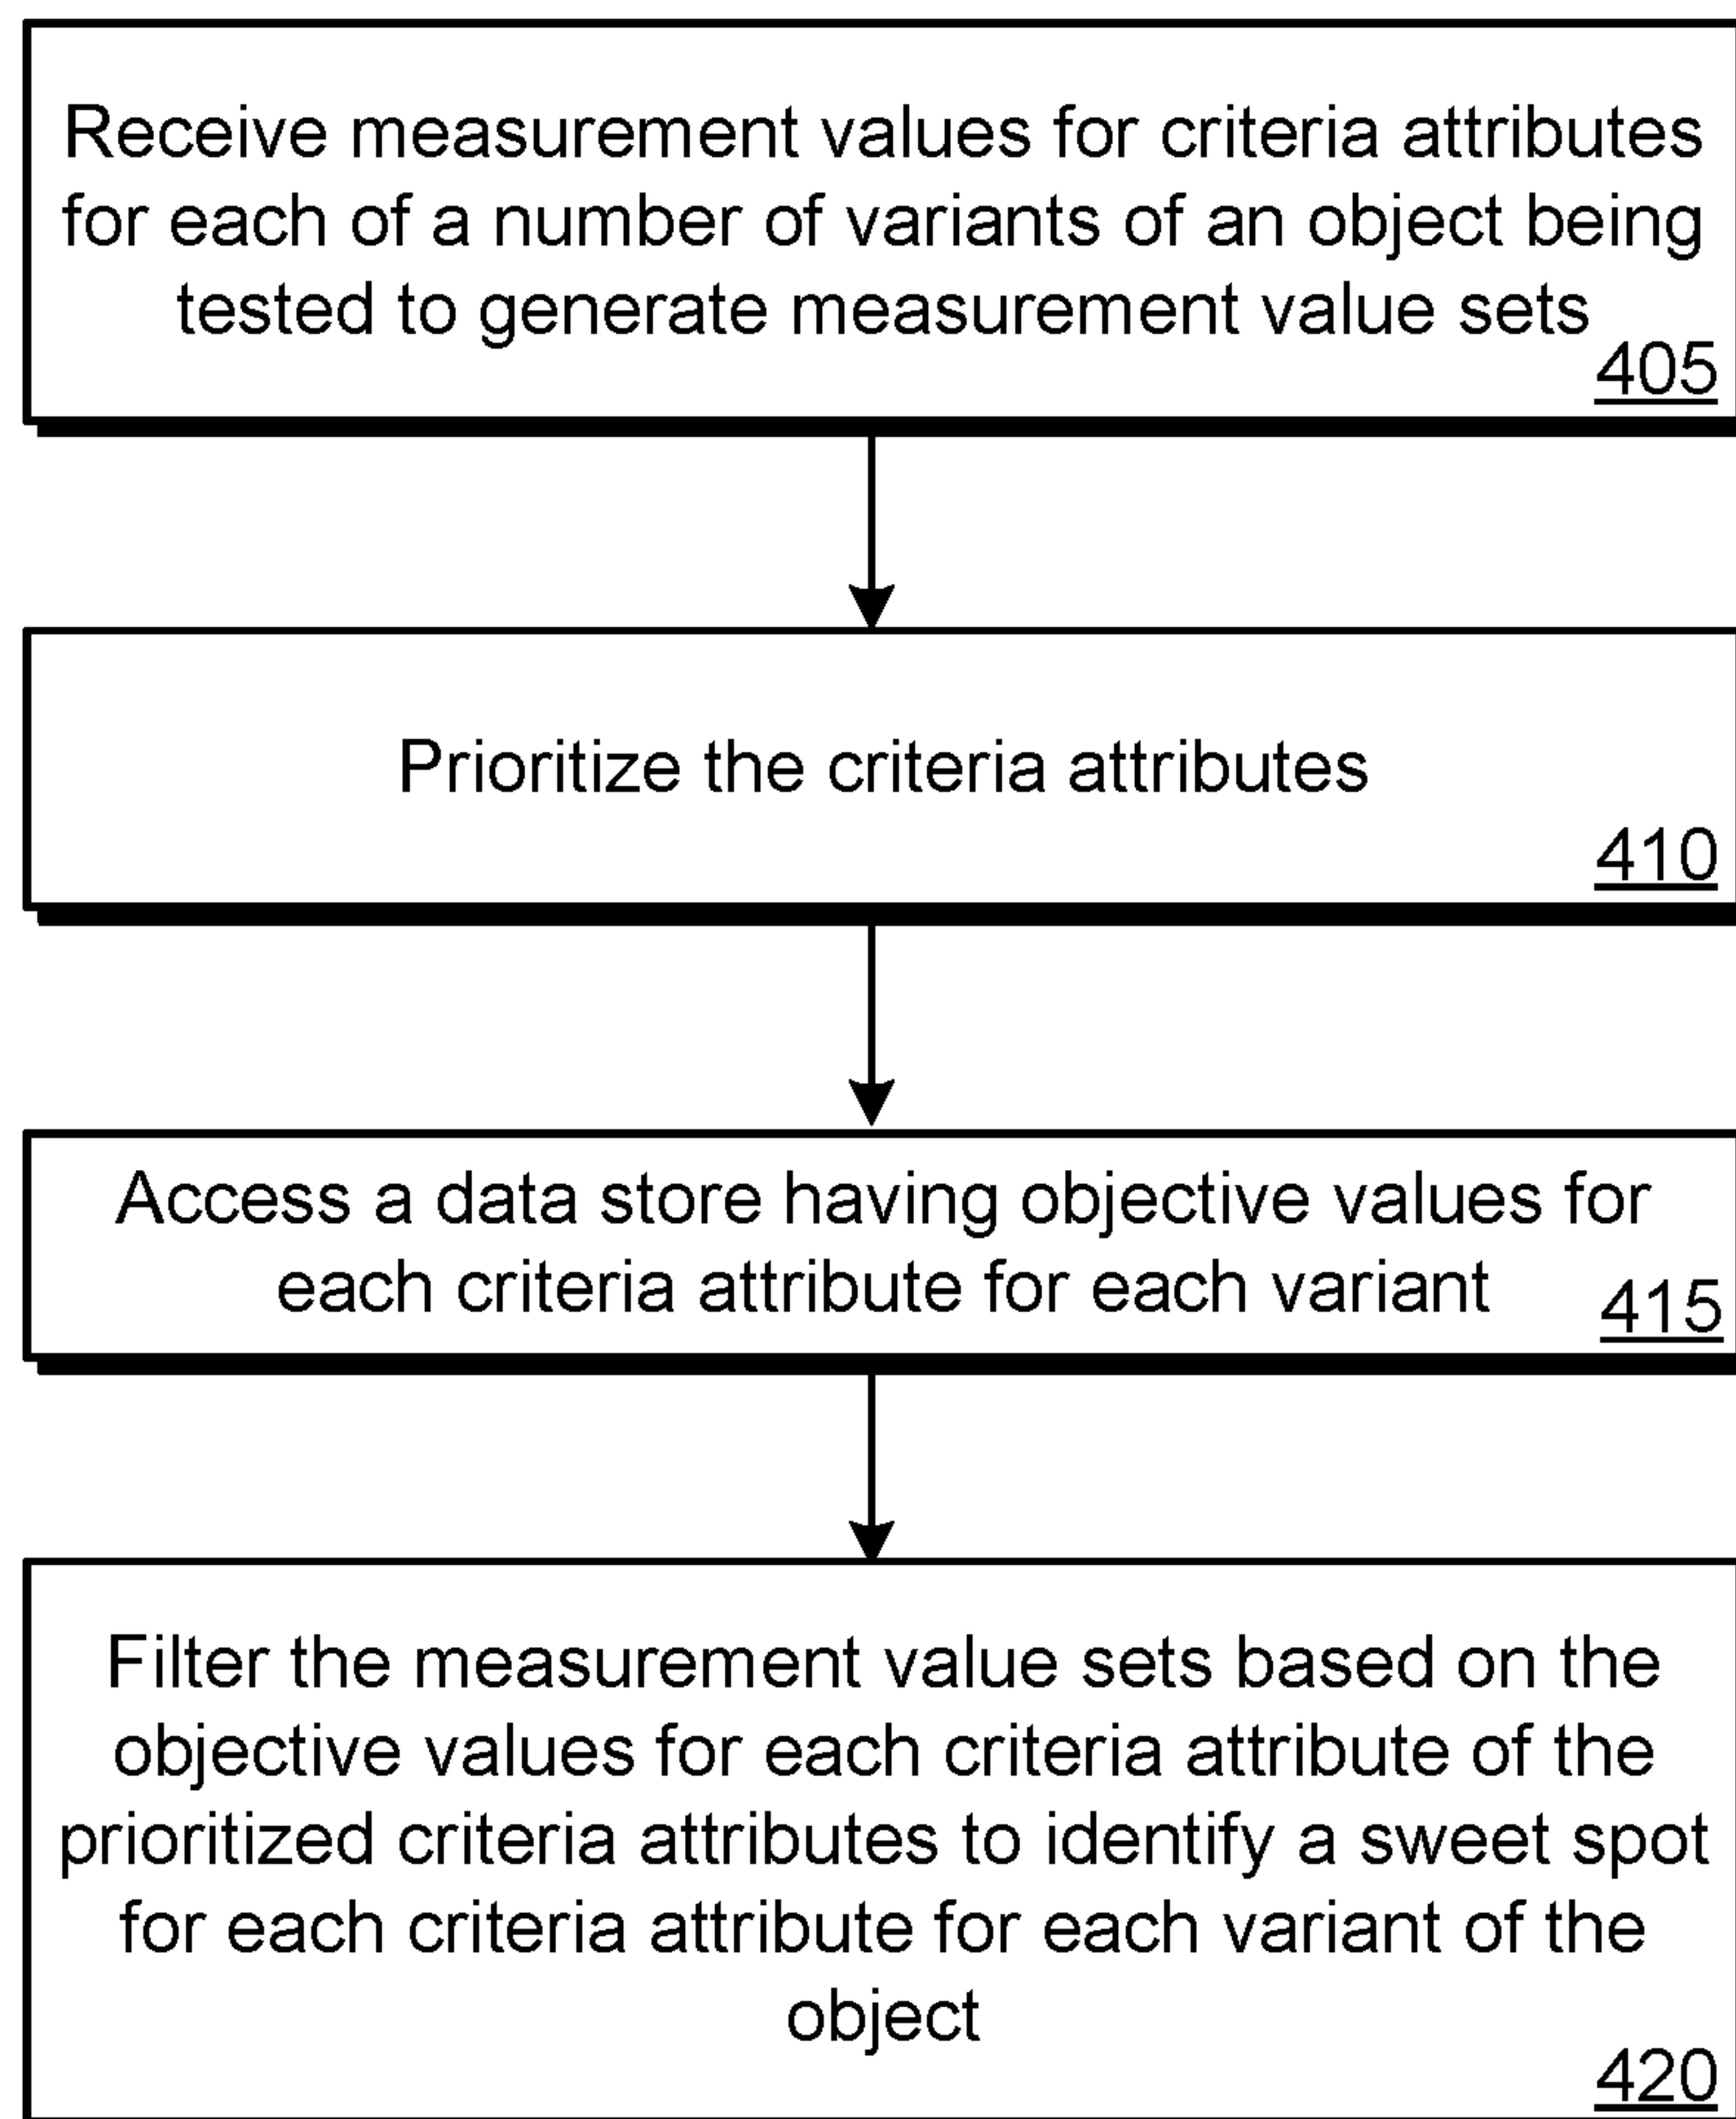 Receive measurement values for criteria attributes
for each of a number of variants of an object being
tested to generate measurement value sets
405
Prioritize the criteria attributes
410
Access a data store having objective values for
each criteria attribute for each variant
415
Filter the measurement value sets based on the
objective values for each criteria attribute of the
prioritized criteria attributes to identify a sweet spot
for each criteria attribute for each variant of the
object
420